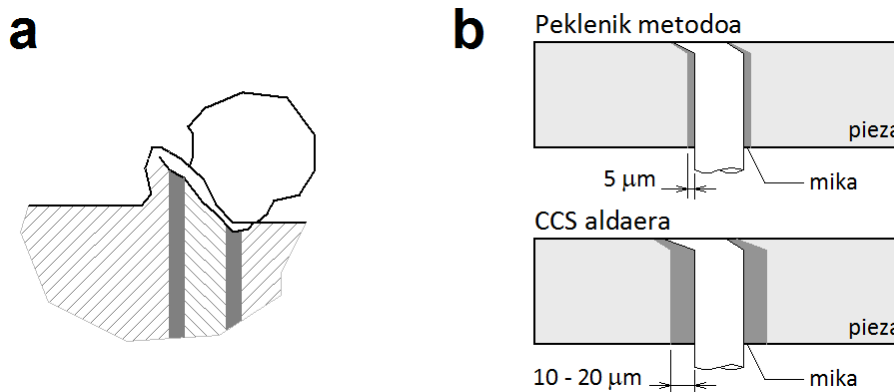 a
b
Peklenik metodoa
pieza
5 μm
mika
CCS aldaera
pieza
10 - 20 μm
mika